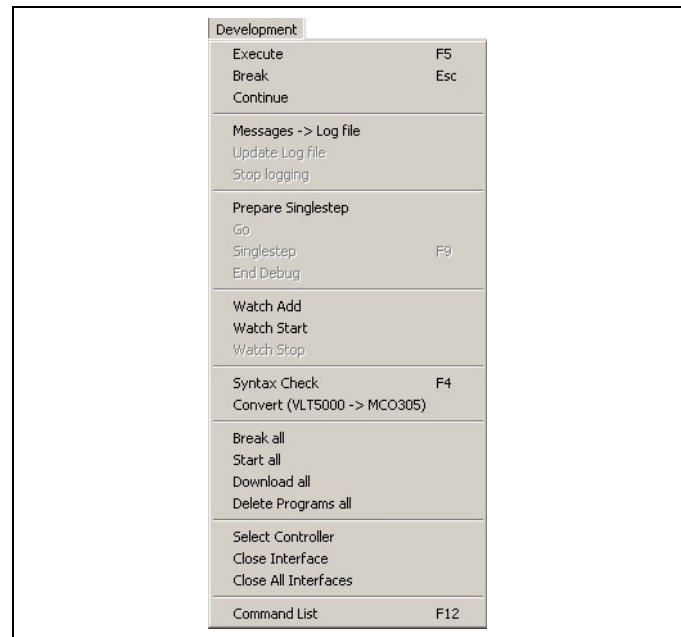 Development
Execute F5
Break Esc
Continue
Messages -> Log file
Update Log file
Stop logging
Prepare Singlestep
Go
Singlestep F9
End Debug
Watch Add
Watch Start
Watch Stop
Syntax Check F4
Convert (VLT5000 -> MCO305)
Break all
Start all
Download all
Delete Programs all
Select Controller
Close Interface
Close All Interfaces
Command List F12